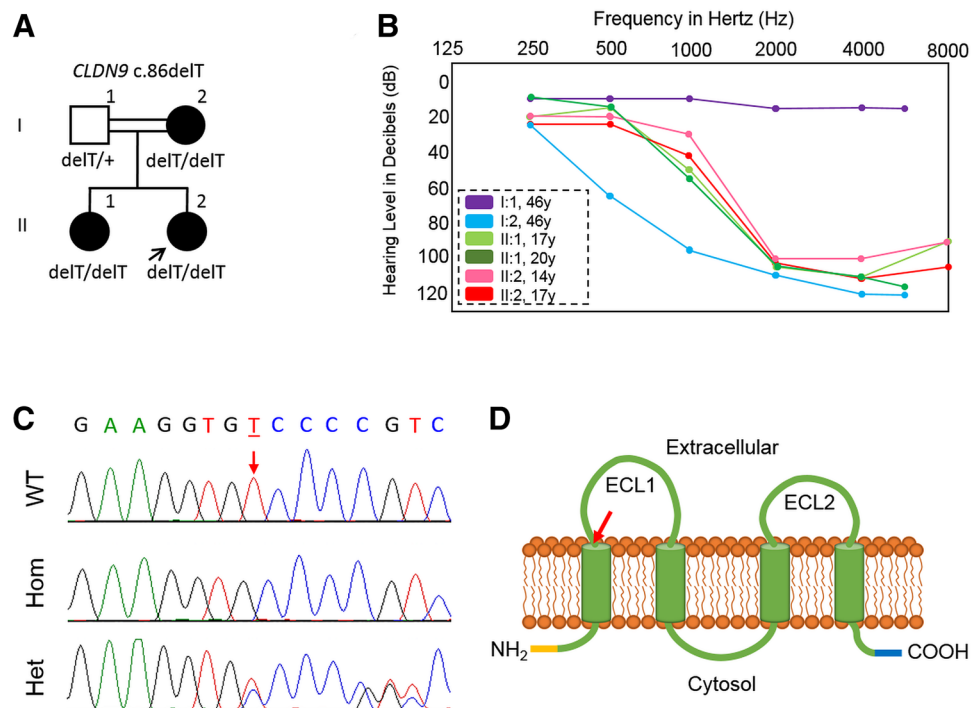 A
CLDN9 c.86delT
1
2
I
delT/+
delT/delT
1
2
II
delT/delT
delT/delT
B
Frequency in Hertz (Hz)
125 250 500 1000 2000 4000 8000
Hearing Level in Decibels (dB)
0
20
40
60
80
100
120
I:1, 46y
I:2, 46y
II:1, 17y
II:1, 20y
II:2, 14y
II:2, 17y
C
G A A G G T G T C C C C G T C
WT
Hom
Het
D
Extracellular
ECL1
ECL2
NH2
COOH
Cytosol